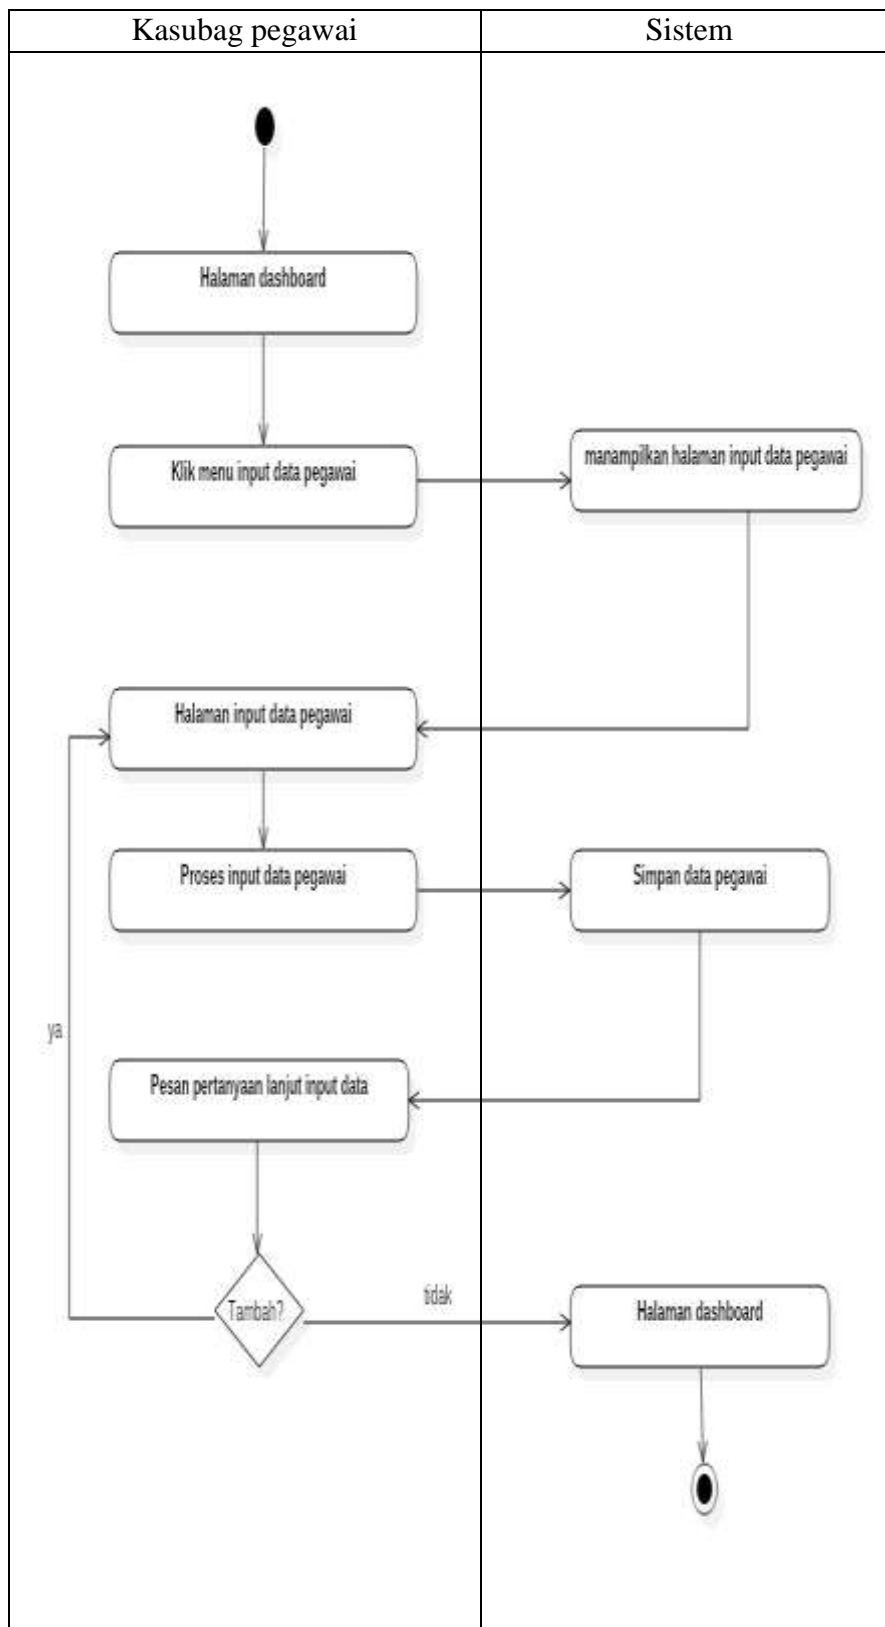 Kasubag pegawai
Sistem
Halaman dashboard
Klik menu input data pegawai
manampilkan halaman input data pegawai
Halaman input data pegawai
Proses input data pegawai
Simpan data pegawai
ya
Pesan pertanyaan lanjut input data
Tambah?
tidak
Halaman dashboard